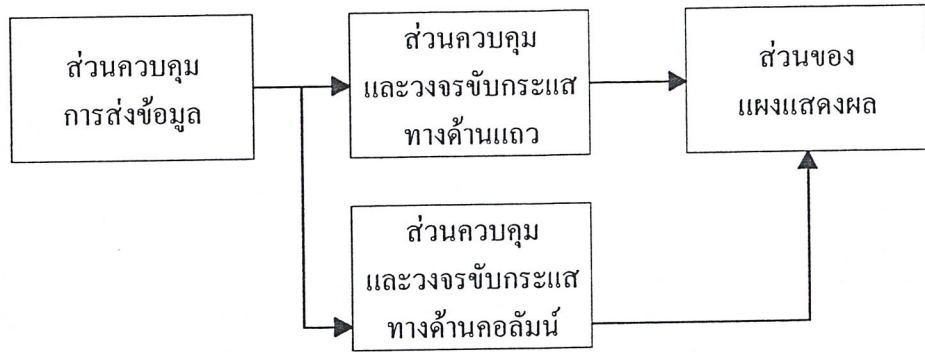 ส่วนควบคุม
การส่งข้อมูล
ส่วนควบคุม
และวงจรขับกระแส
ทางด้านแถว
ส่วนของ
แผงแสดงผล
ส่วนควบคุม
และวงจรขับกระแส
ทางด้านคอลัมน์